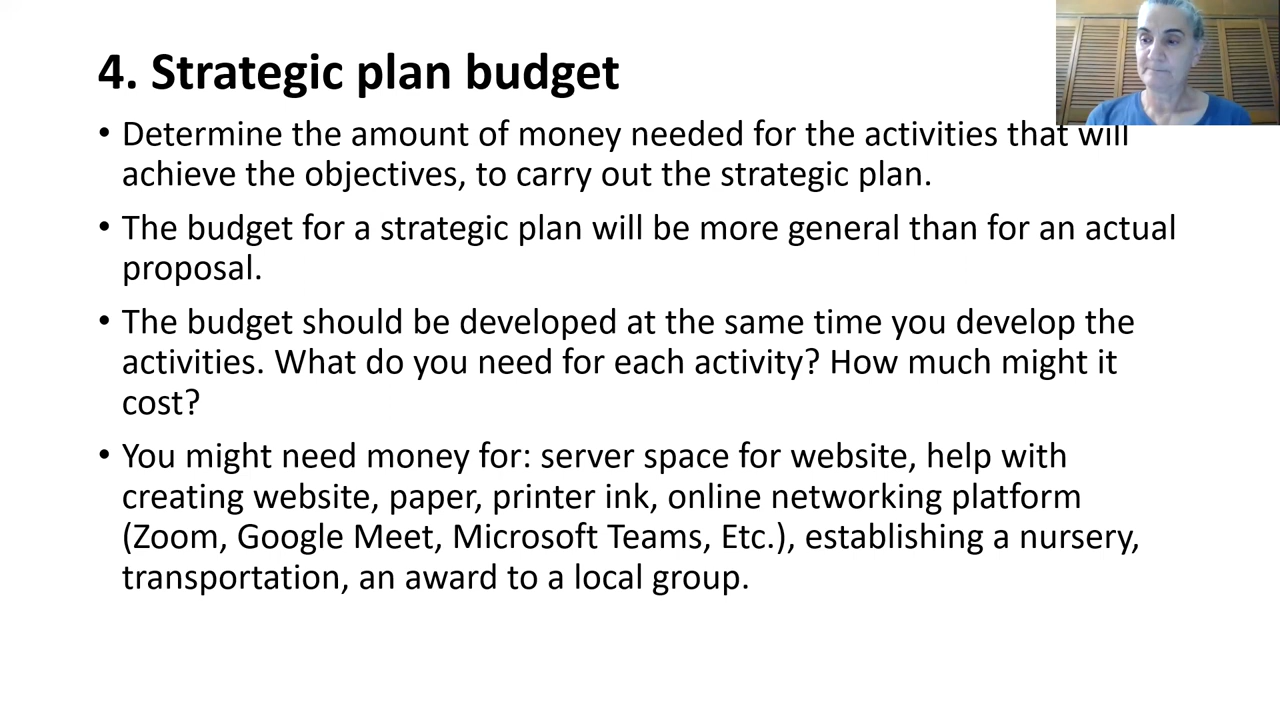 4. Strategic plan budget
• Determine the amount of money needed for the activities that will
achieve the objectives, to carry out the strategic plan.
• The budget for a strategic plan will be more general than for an actual
proposal.
• The budget should be developed at the same time you develop the
activities. What do you need for each activity? How much might it
cost?
• You might need money for: server space for website, help with
creating website, paper, printer ink, online networking platform
(Zoom, Google Meet, Microsoft Teams, Etc.), establishing a nursery,
transportation, an award to a local group.